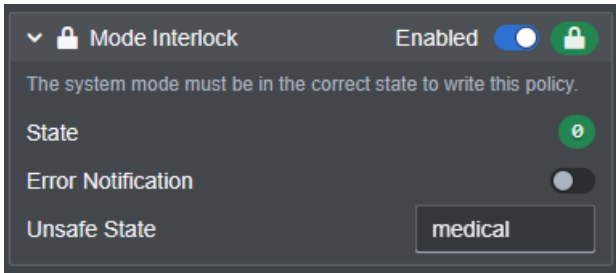 Mode Interlock Enabled
The system mode must be in the correct state to write this policy.
State 0
Error Notification
Unsafe State medical